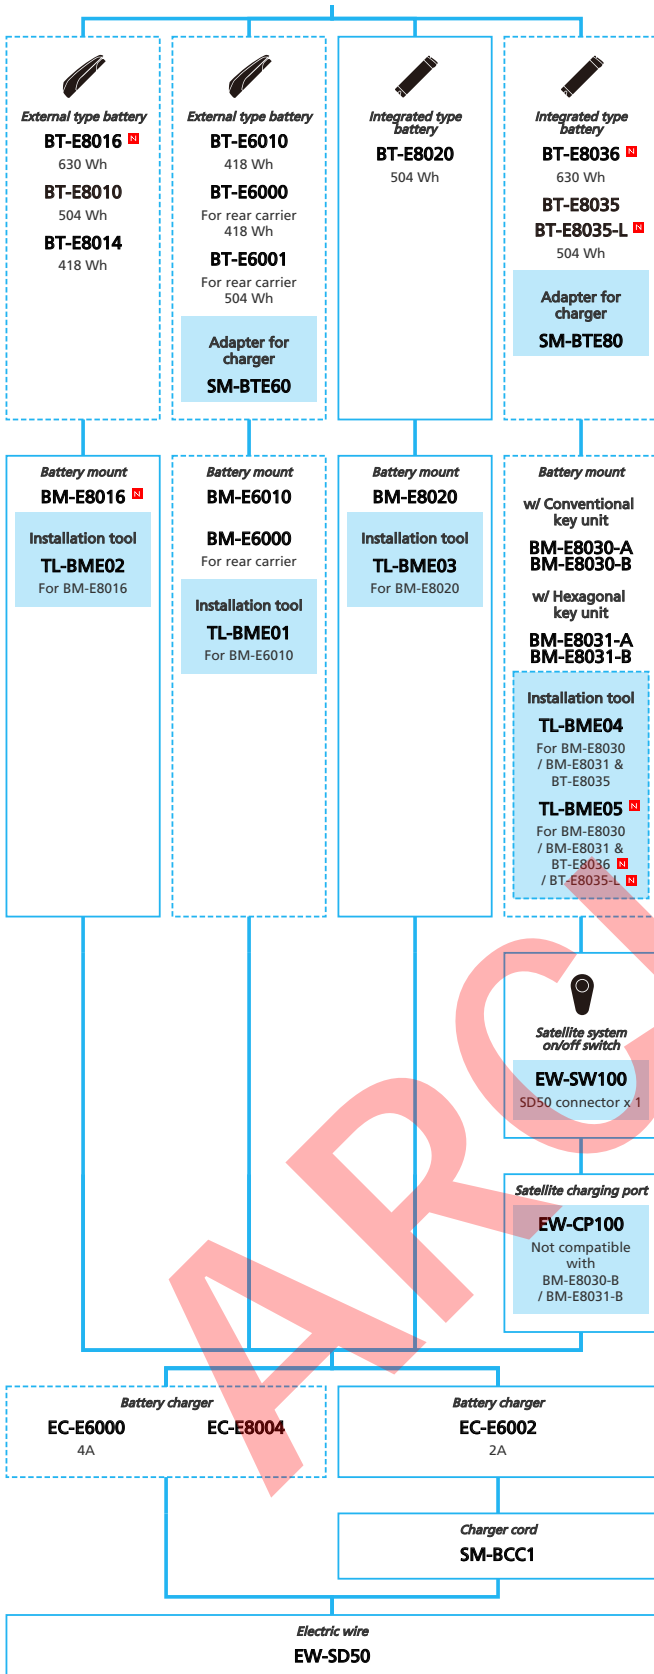 External type battery
BT-E8016 N
630 Wh
BT-E8010
504 Wh
BT-E8014
418 Wh
External type battery
BT-E6010
418 Wh
BT-E6000
For rear carrier
418 Wh
BT-E6001
For rear carrier
504 Wh
Adapter for
charger
SM-BTE60
Integrated type
battery
BT-E8020
504 Wh
Integrated type
battery
BT-E8036 N
630 Wh
BT-E8035
BT-E8035-L N
504 Wh
Adapter for
charger
SM-BTE80
Battery mount
BM-E8016 N
Installation tool
TL-BME02
For BM-E8016
Battery mount
BM-E6010
BM-E6000
For rear carrier
Installation tool
TL-BME01
For BM-E6010
Battery mount
BM-E8020
Installation tool
TL-BME03
For BM-E8020
Battery mount
w/ Conventional
key unit
BM-E8030-A
BM-E8030-B
w/ Hexagonal
key unit
BM-E8031-A
BM-E8031-B
Installation tool
TL-BME04
For BM-E8030
/ BM-E8031 &
BT-E8035
TL-BME05 N
For BM-E8030
/ BM-E8031 &
BT-E8036 N
/ BT-E8035-L N
Satellite system
on/off switch
EW-SW100
SD50 connector x 1
Satellite charging port
EW-CP100
Not compatible
with
BM-E8030-B
/ BM-E8031-B
Battery charger
EC-E6000 EC-E8004
4A
Battery charger
EC-E6002
2A
Charger cord
SM-BCC1
Electric wire
EW-SD50